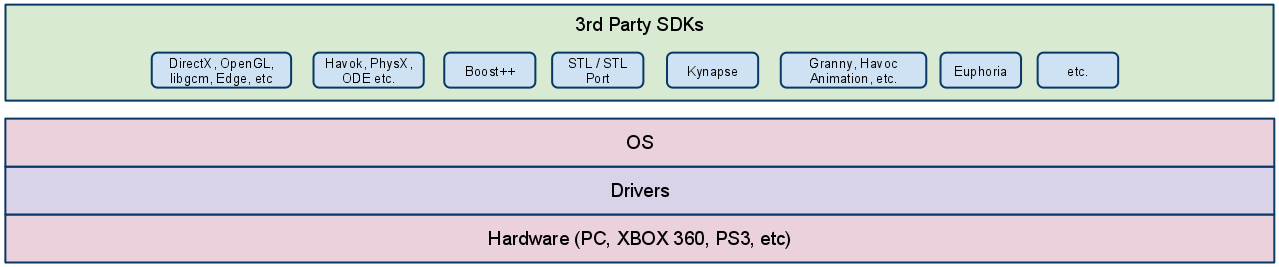 3rd Party SDKs
DirectX, OpenGL,
libgcm, Edge, etc
Havok, PhysX,
ODE etc.
Boost++
STL / STL
Port
Kynapse
Granny, Havoc
Animation, etc.
Euphoria
etc.
OS
Drivers
Hardware (PC, XBOX 360, PS3, etc)